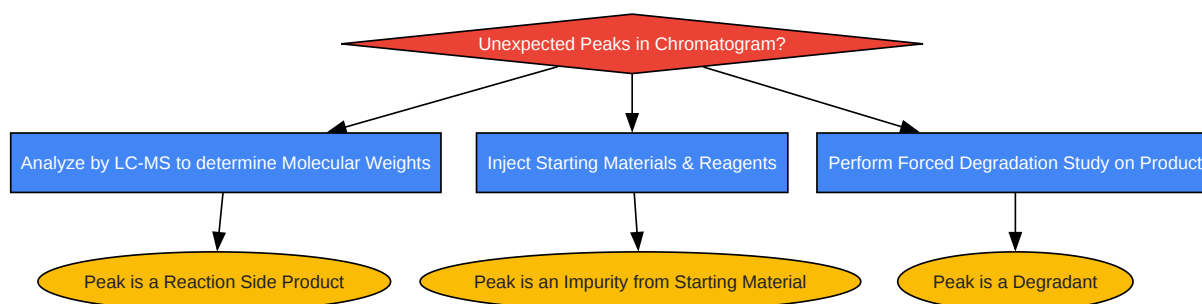 Unexpected Peaks in Chromatogram?
Analyze by LC-MS to determine Molecular Weights
Inject Starting Materials & Reagents
Perform Forced Degradation Study on Product
Peak is a Reaction Side Product
Peak is an Impurity from Starting Material
Peak is a Degradant